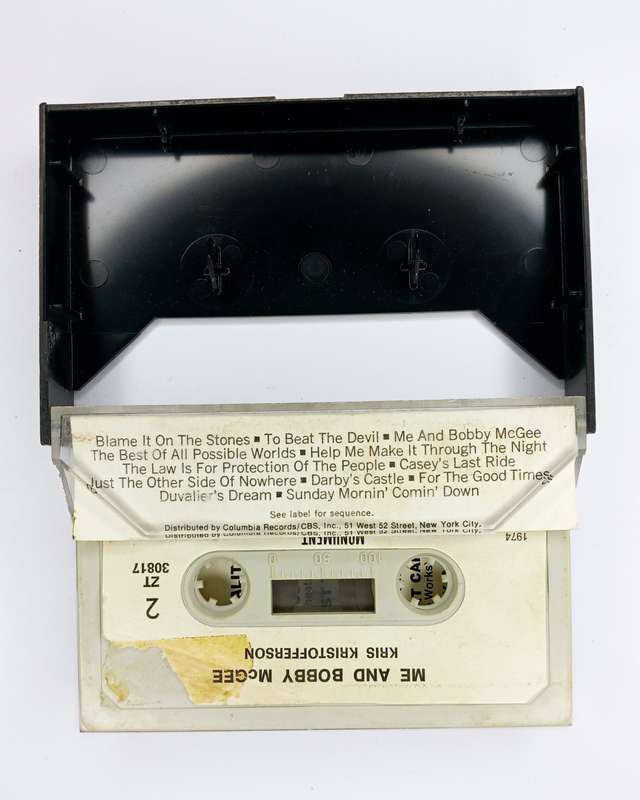 Blame It On The Stones ▪ To Beat The Devil ▪ Me And Bobby McGee
The Best Of All Possible Worlds ▪ Help Me Make It Through The Night
The Law Is For Protection Of The People ▪ Casey's Last Ride
Just The Other Side Of Nowhere ▪ Darby's Castle ▪ For The Good Times
Duvalier's Dream ▪ Sunday Mornin' Comin' Down
See label for sequence.
Distributed by Columbia Records/CBS, Inc., 51 West 52 Street, New York City.
1974
MONUMENT
ZT
30817
2
100 50 0
Works
KRIS KRISTOFFERSON
ME AND BOBBY McGEE